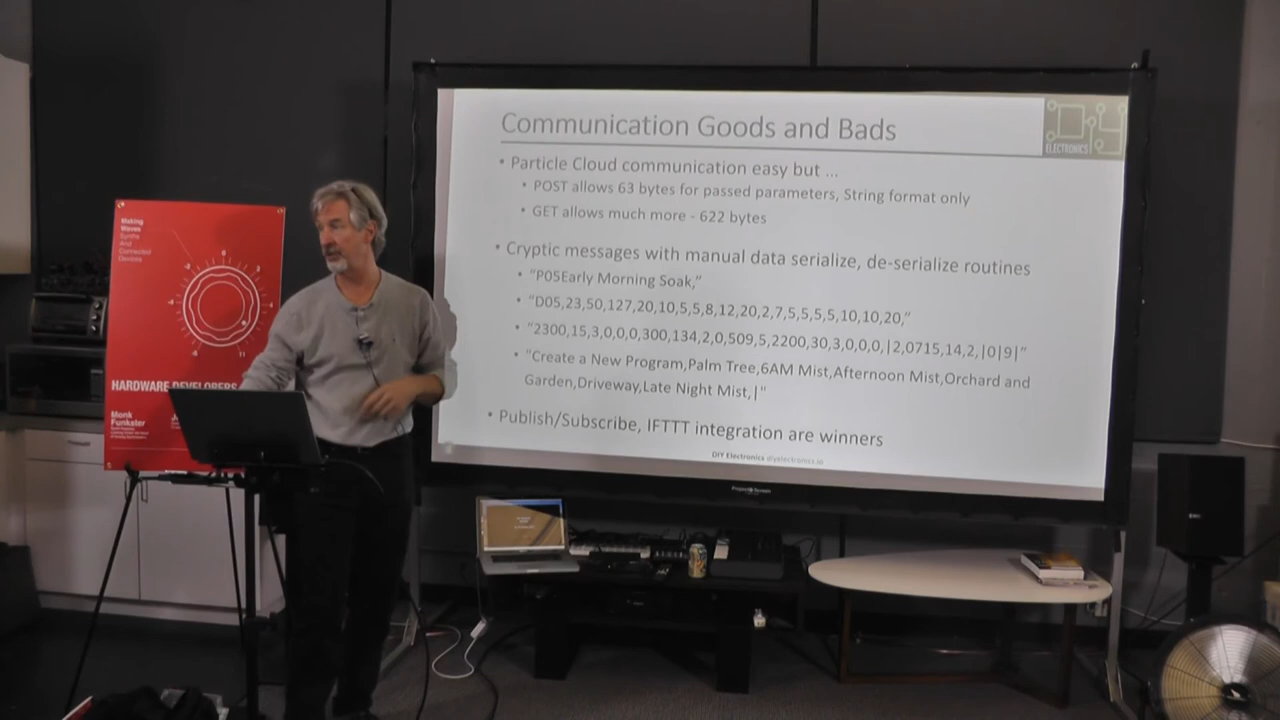 Making
Waves
Synths
And
Connected
Devices
HARDWARE DEVELOPERS
Monk
Funkster
Communication Goods and Bads
ELECTRONICS
• Particle Cloud communication easy but ...
• POST allows 63 bytes for passed parameters, String format only
• GET allows much more - 622 bytes
• Cryptic messages with manual data serialize, de-serialize routines
• "P05Early Morning Soak,"
• "D05,23,50,127,20,10,5,5,8,12,20,2,7,5,5,5,5,10,10,20,"
• "2300,15,3,0,0,0,300,134,2,0,509,5,2200,30,3,0,0,0,|2,0715,14,2,|0|9|"
• "Create a New Program,Palm Tree,6AM Mist,Afternoon Mist,Orchard and
Garden,Driveway,Late Night Mist,|"
• Publish/Subscribe, IFTTT integration are winners
DIY Electronics diyelectronics.io